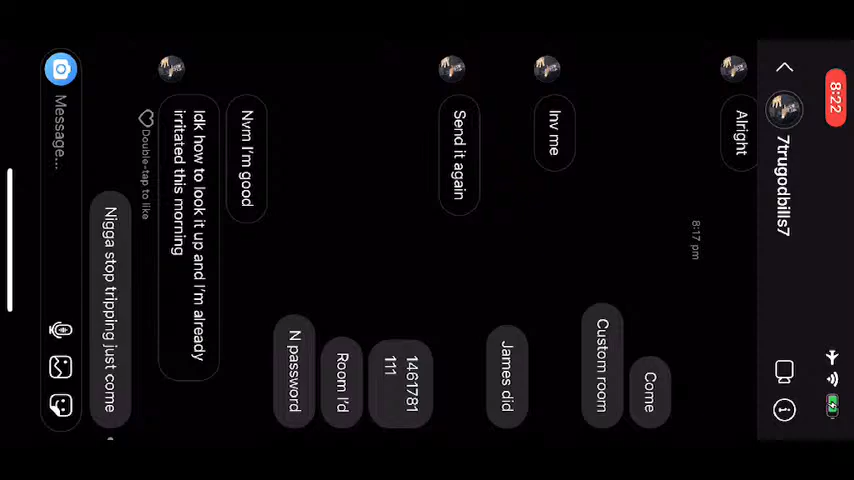 8:22
7trugodbills7
Alright
8:17 pm
Come
Custom room
Inv me
James did
Send it again
1461781
111
Room I'd
N password
Nvm I'm good
Idk how to look it up and I'm already
irritated this morning
Double-tap to like
Nigga stop tripping just come
Message...